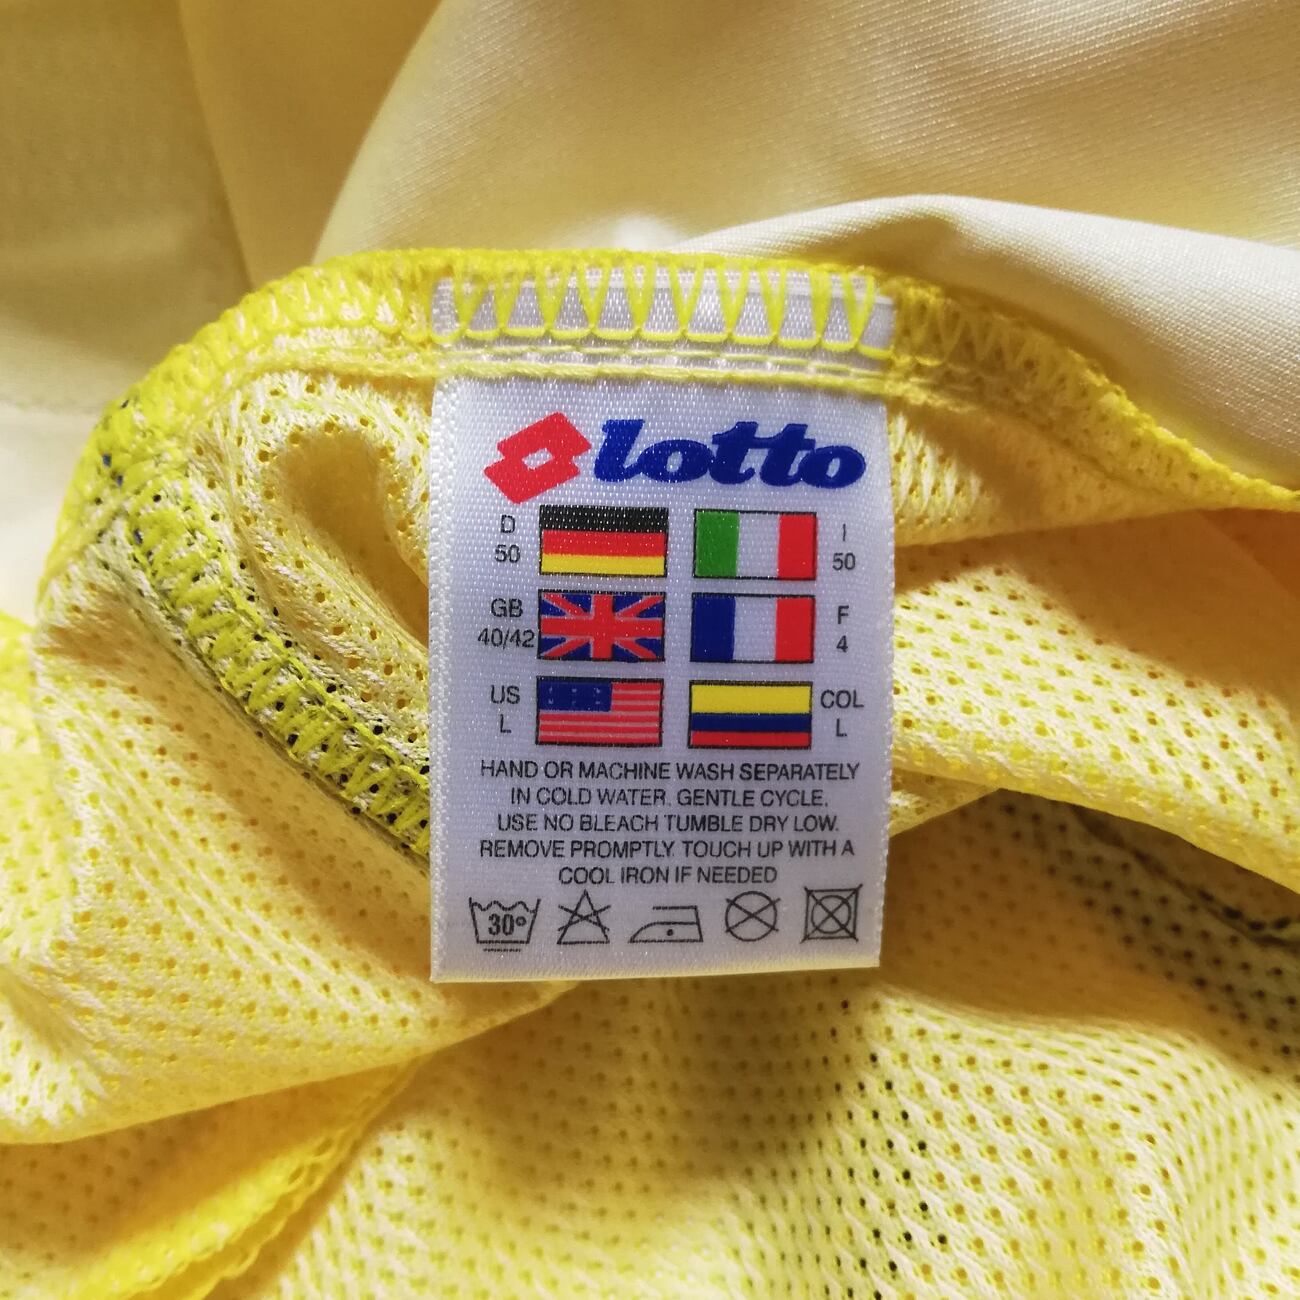 lotto
D
50
I
50
GB
40/42
F
4
US
L
COL
L
HAND OR MACHINE WASH SEPARATELY
IN COLD WATER. GENTLE CYCLE.
USE NO BLEACH TUMBLE DRY LOW.
REMOVE PROMPTLY. TOUCH UP WITH A
COOL IRON IF NEEDED
30°